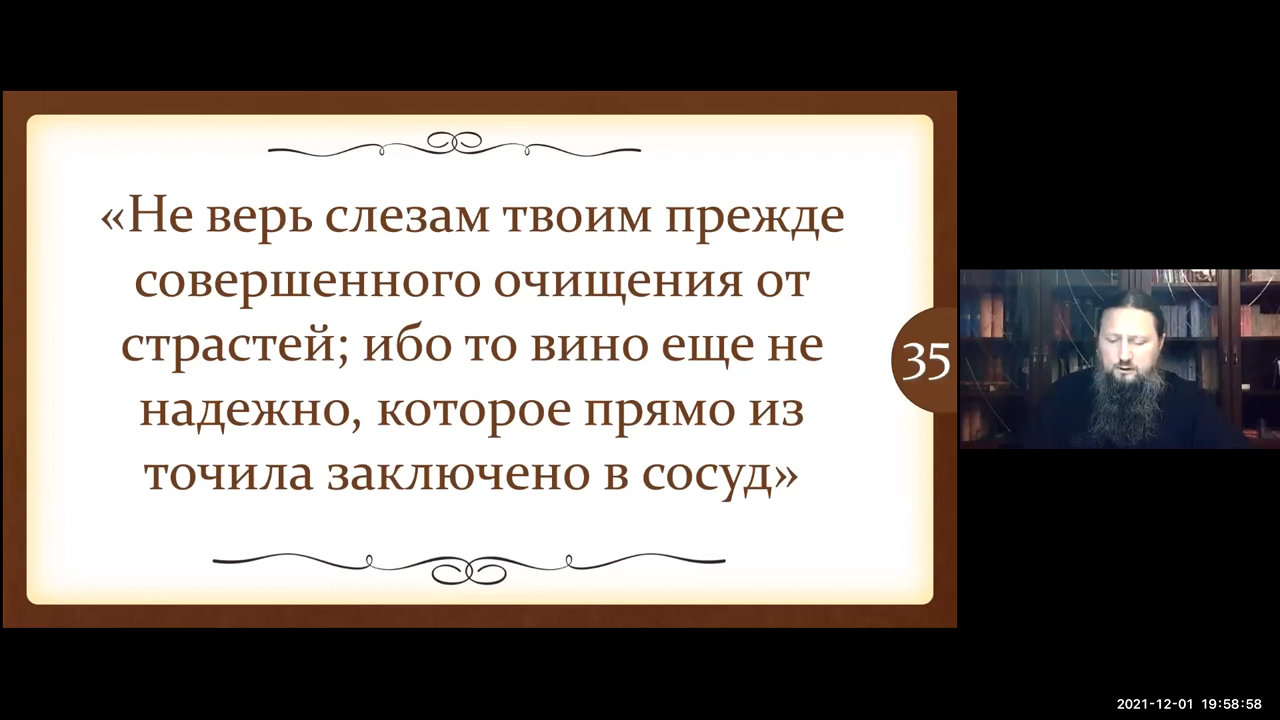 «Не верь слезам твоим прежде
совершенного очищения от
страстей; ибо то вино еще не
надежно, которое прямо из
точила заключено в сосуд»
35
2021-12-01 19:58:58